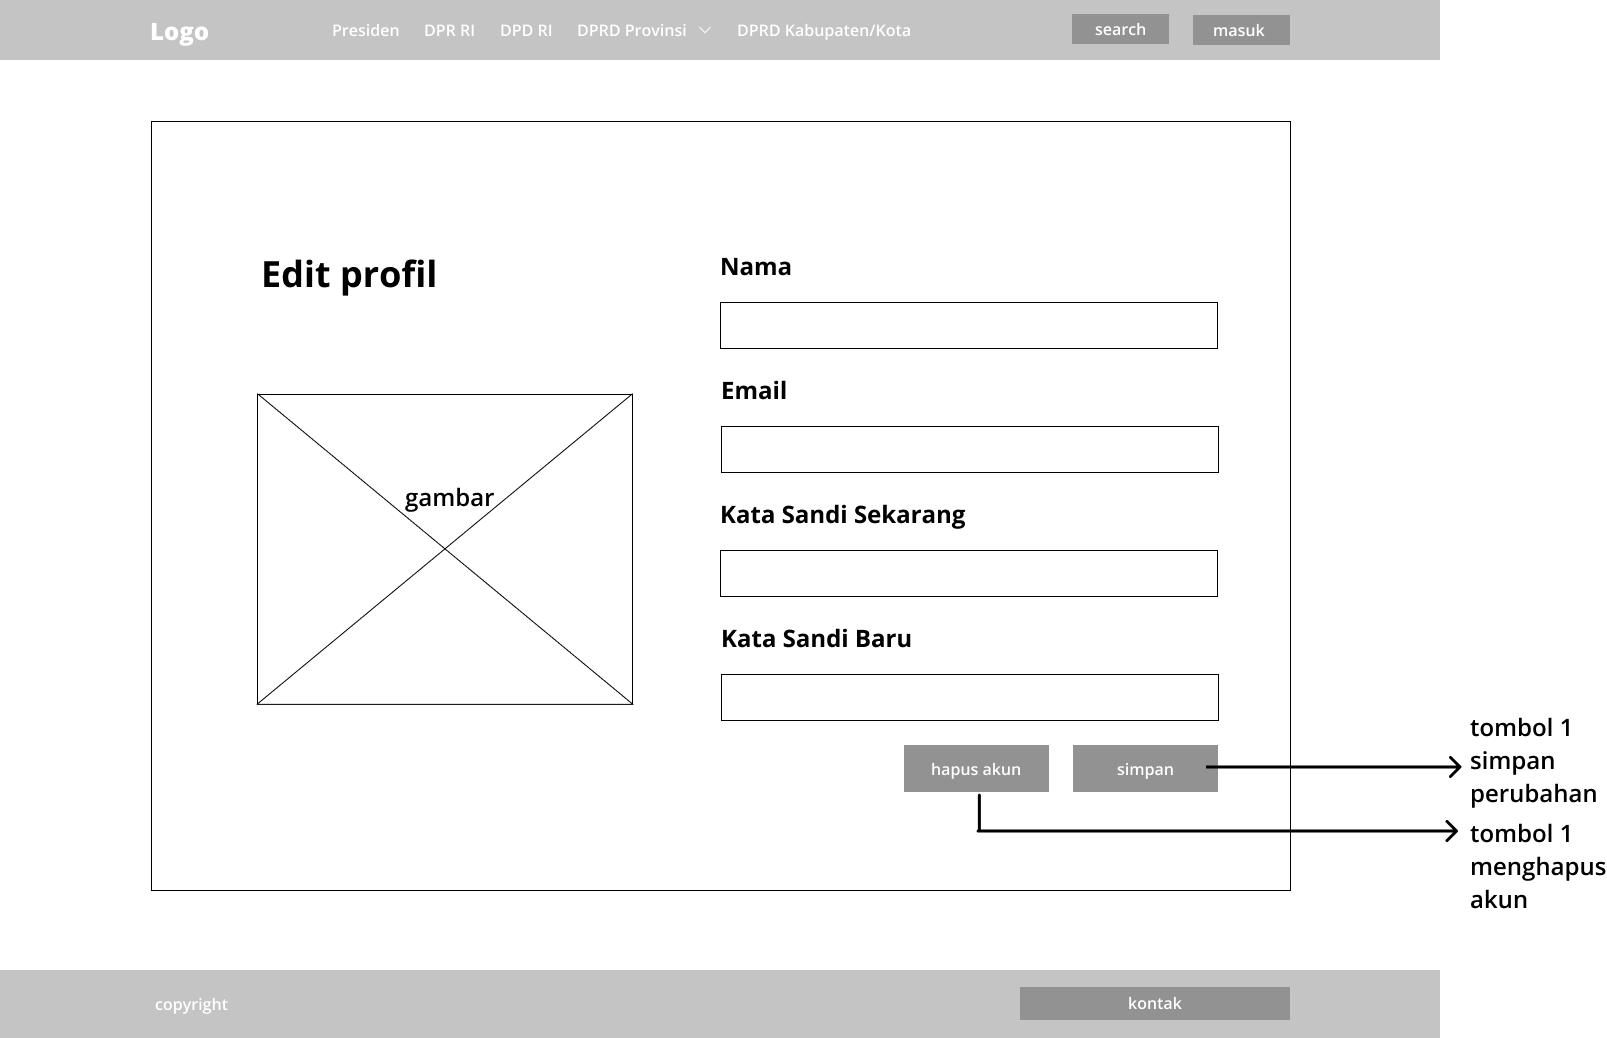 Logo
Presiden DPR RI DPD RI DPRD Provinsi DPRD Kabupaten/Kota
search
masuk
Edit profil
gambar
Nama
Email
Kata Sandi Sekarang
Kata Sandi Baru
hapus akun
simpan
tombol 1
simpan
perubahan
tombol 1
menghapus
akun
copyright
kontak